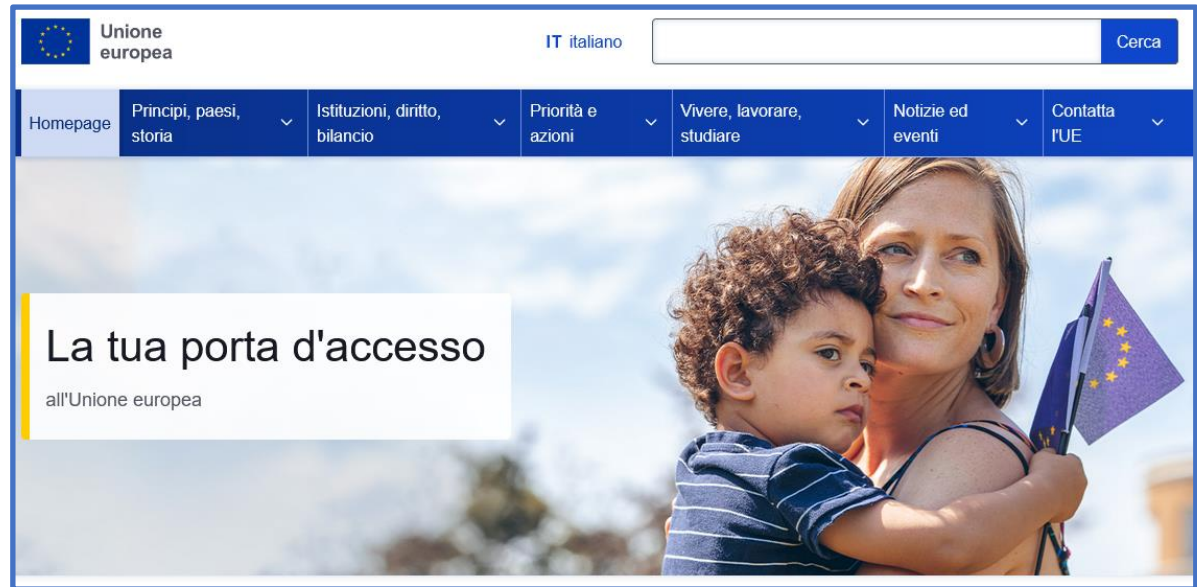 Unione
europea
IT italiano
Cerca
Homepage
Principi, paesi,
storia
Istituzioni, diritto,
bilancio
Priorità e
azioni
Vivere, lavorare,
studiare
Notizie ed
eventi
Contatta
l'UE
La tua porta d'accesso
all'Unione europea